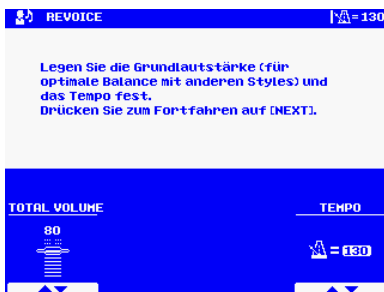 REVOICE
=130
Legen Sie die Grundlautstärke (für
optimale Balance mit anderen Styles) und
das Tempo fest.
Drücken Sie zum Fortfahren auf [NEXT].
TOTAL VOLUME
TEMPO
80
=130